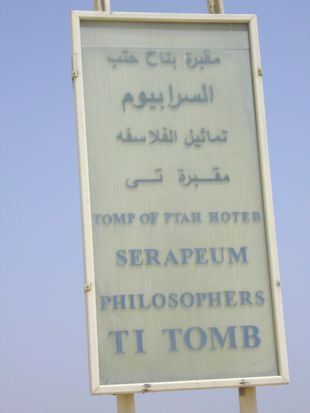 مقبرة بتاح حتب
السرابيوم
تماثيل الفلاسفه
مقبرة تى
TOMP OF PTAH HOTEB
SERAPEUM
PHILOSOPHERS
TI TOMB